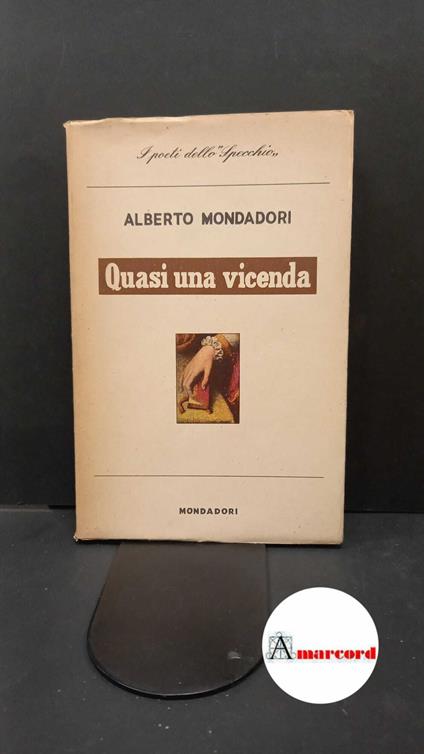 I poeti dello "Specchio„
ALBERTO MONDADORI
Quasi una vicenda
MONDADORI
Amarcord